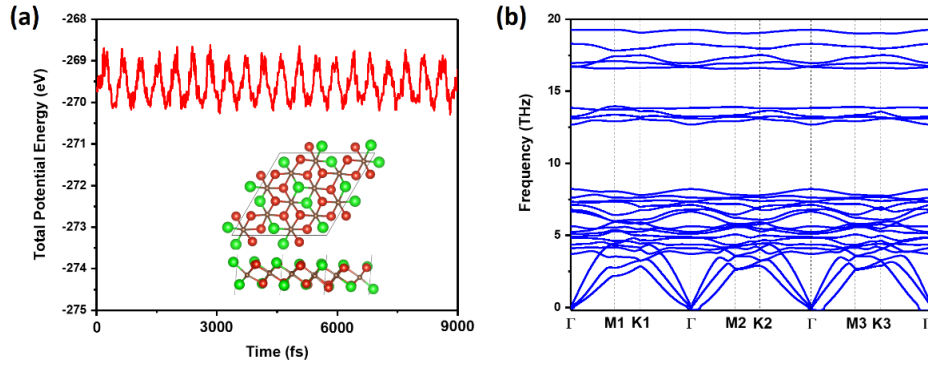 (a)
-268
-269
-270
-271
-272
-273
-274
-275
Total Potential Energy (eV)
0 3000 6000 9000
Time (fs)
(b)
20
15
10
5
0
Frequency (THz)
Γ M1 K1 Γ M2 K2 Γ M3 K3 Γ